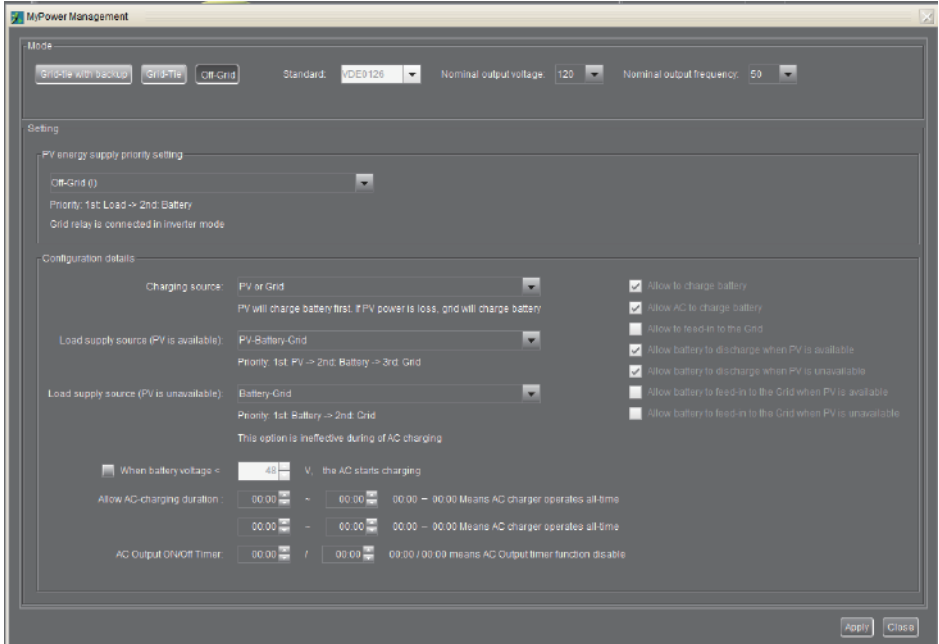 MyPower Management
Mode
Grid-tie with backup Grid-Tie Off-Grid Standard: VDE0126 Nominal output voltage: 120 Nominal output frequency: 50
Setting
PV energy supply priority setting
Off-Grid (I)
Priority: 1st: Load -> 2nd: Battery
Grid relay is connected in inverter mode
Configuration details
Charging source: PV or Grid
PV will charge battery first. If PV power is loss, grid will charge battery
Load supply source (PV is available): PV-Battery-Grid
Priority: 1st: PV -> 2nd: Battery -> 3rd: Grid
Load supply source (PV is unavailable): Battery-Grid
Priority: 1st: Battery -> 2nd: Grid
This option is ineffective during of AC charging
Allow to charge battery
Allow AC to charge battery
Allow to feed-in to the Grid
Allow battery to discharge when PV is available
Allow battery to discharge when PV is unavailable
Allow battery to feed-in to the Grid when PV is available
Allow battery to feed-in to the Grid when PV is unavailable
When battery voltage < 48 V, the AC starts charging
Allow AC-charging duration : 00:00 ~ 00:00 00:00 ~ 00:00 Means AC charger operates all-time
00:00 ~ 00:00 00:00 ~ 00:00 Means AC charger operates all-time
AC Output ON/Off Timer: 00:00 / 00:00 00:00 / 00:00 means AC Output timer function disable
Apply Close